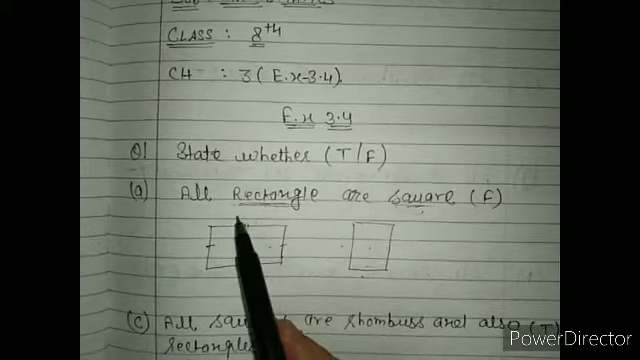 CLASS : 8th
CH : 3 (E.x-3.4)
E.x 3.4
Q1 State whether (T/F)
(a) All Rectangle are square (F)
(c) All are Rhombuss and also (T)
Rectangles
PowerDirector